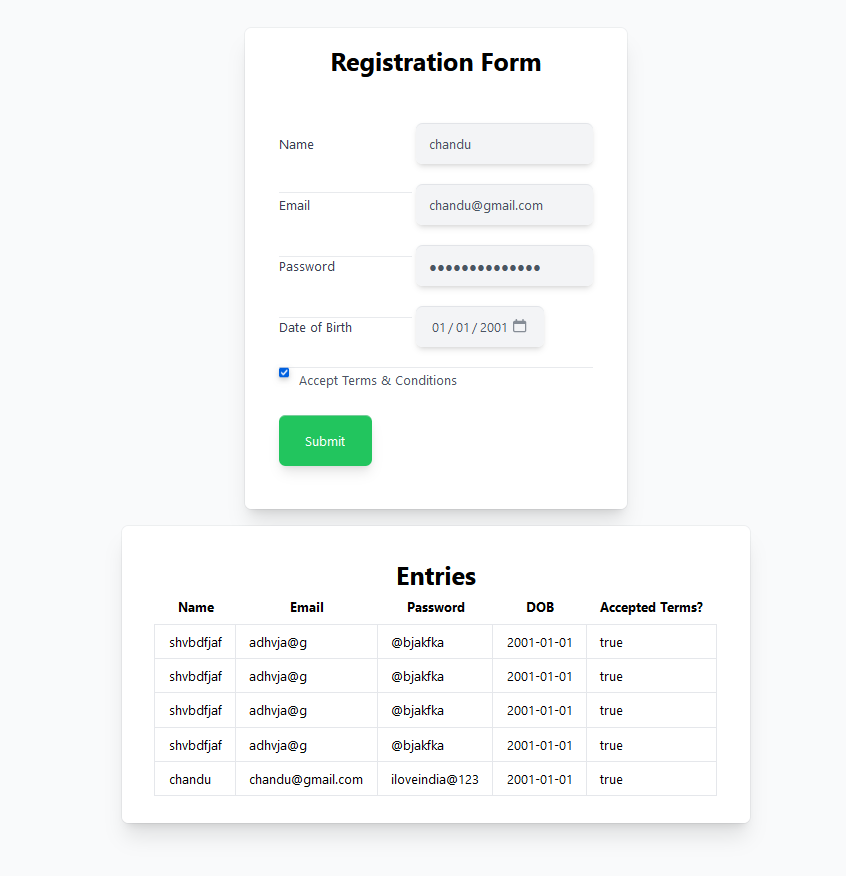 Registration Form
Name chandu
Email chandu@gmail.com
Password ●●●●●●●●●●●●●●
Date of Birth 01/01/2001
Accept Terms & Conditions
Submit
Entries
Name Email Password DOB Accepted Terms?
shvbdfjaf adhvja@g @bjakfka 2001-01-01 true
shvbdfjaf adhvja@g @bjakfka 2001-01-01 true
shvbdfjaf adhvja@g @bjakfka 2001-01-01 true
shvbdfjaf adhvja@g @bjakfka 2001-01-01 true
chandu chandu@gmail.com iloveindia@123 2001-01-01 true